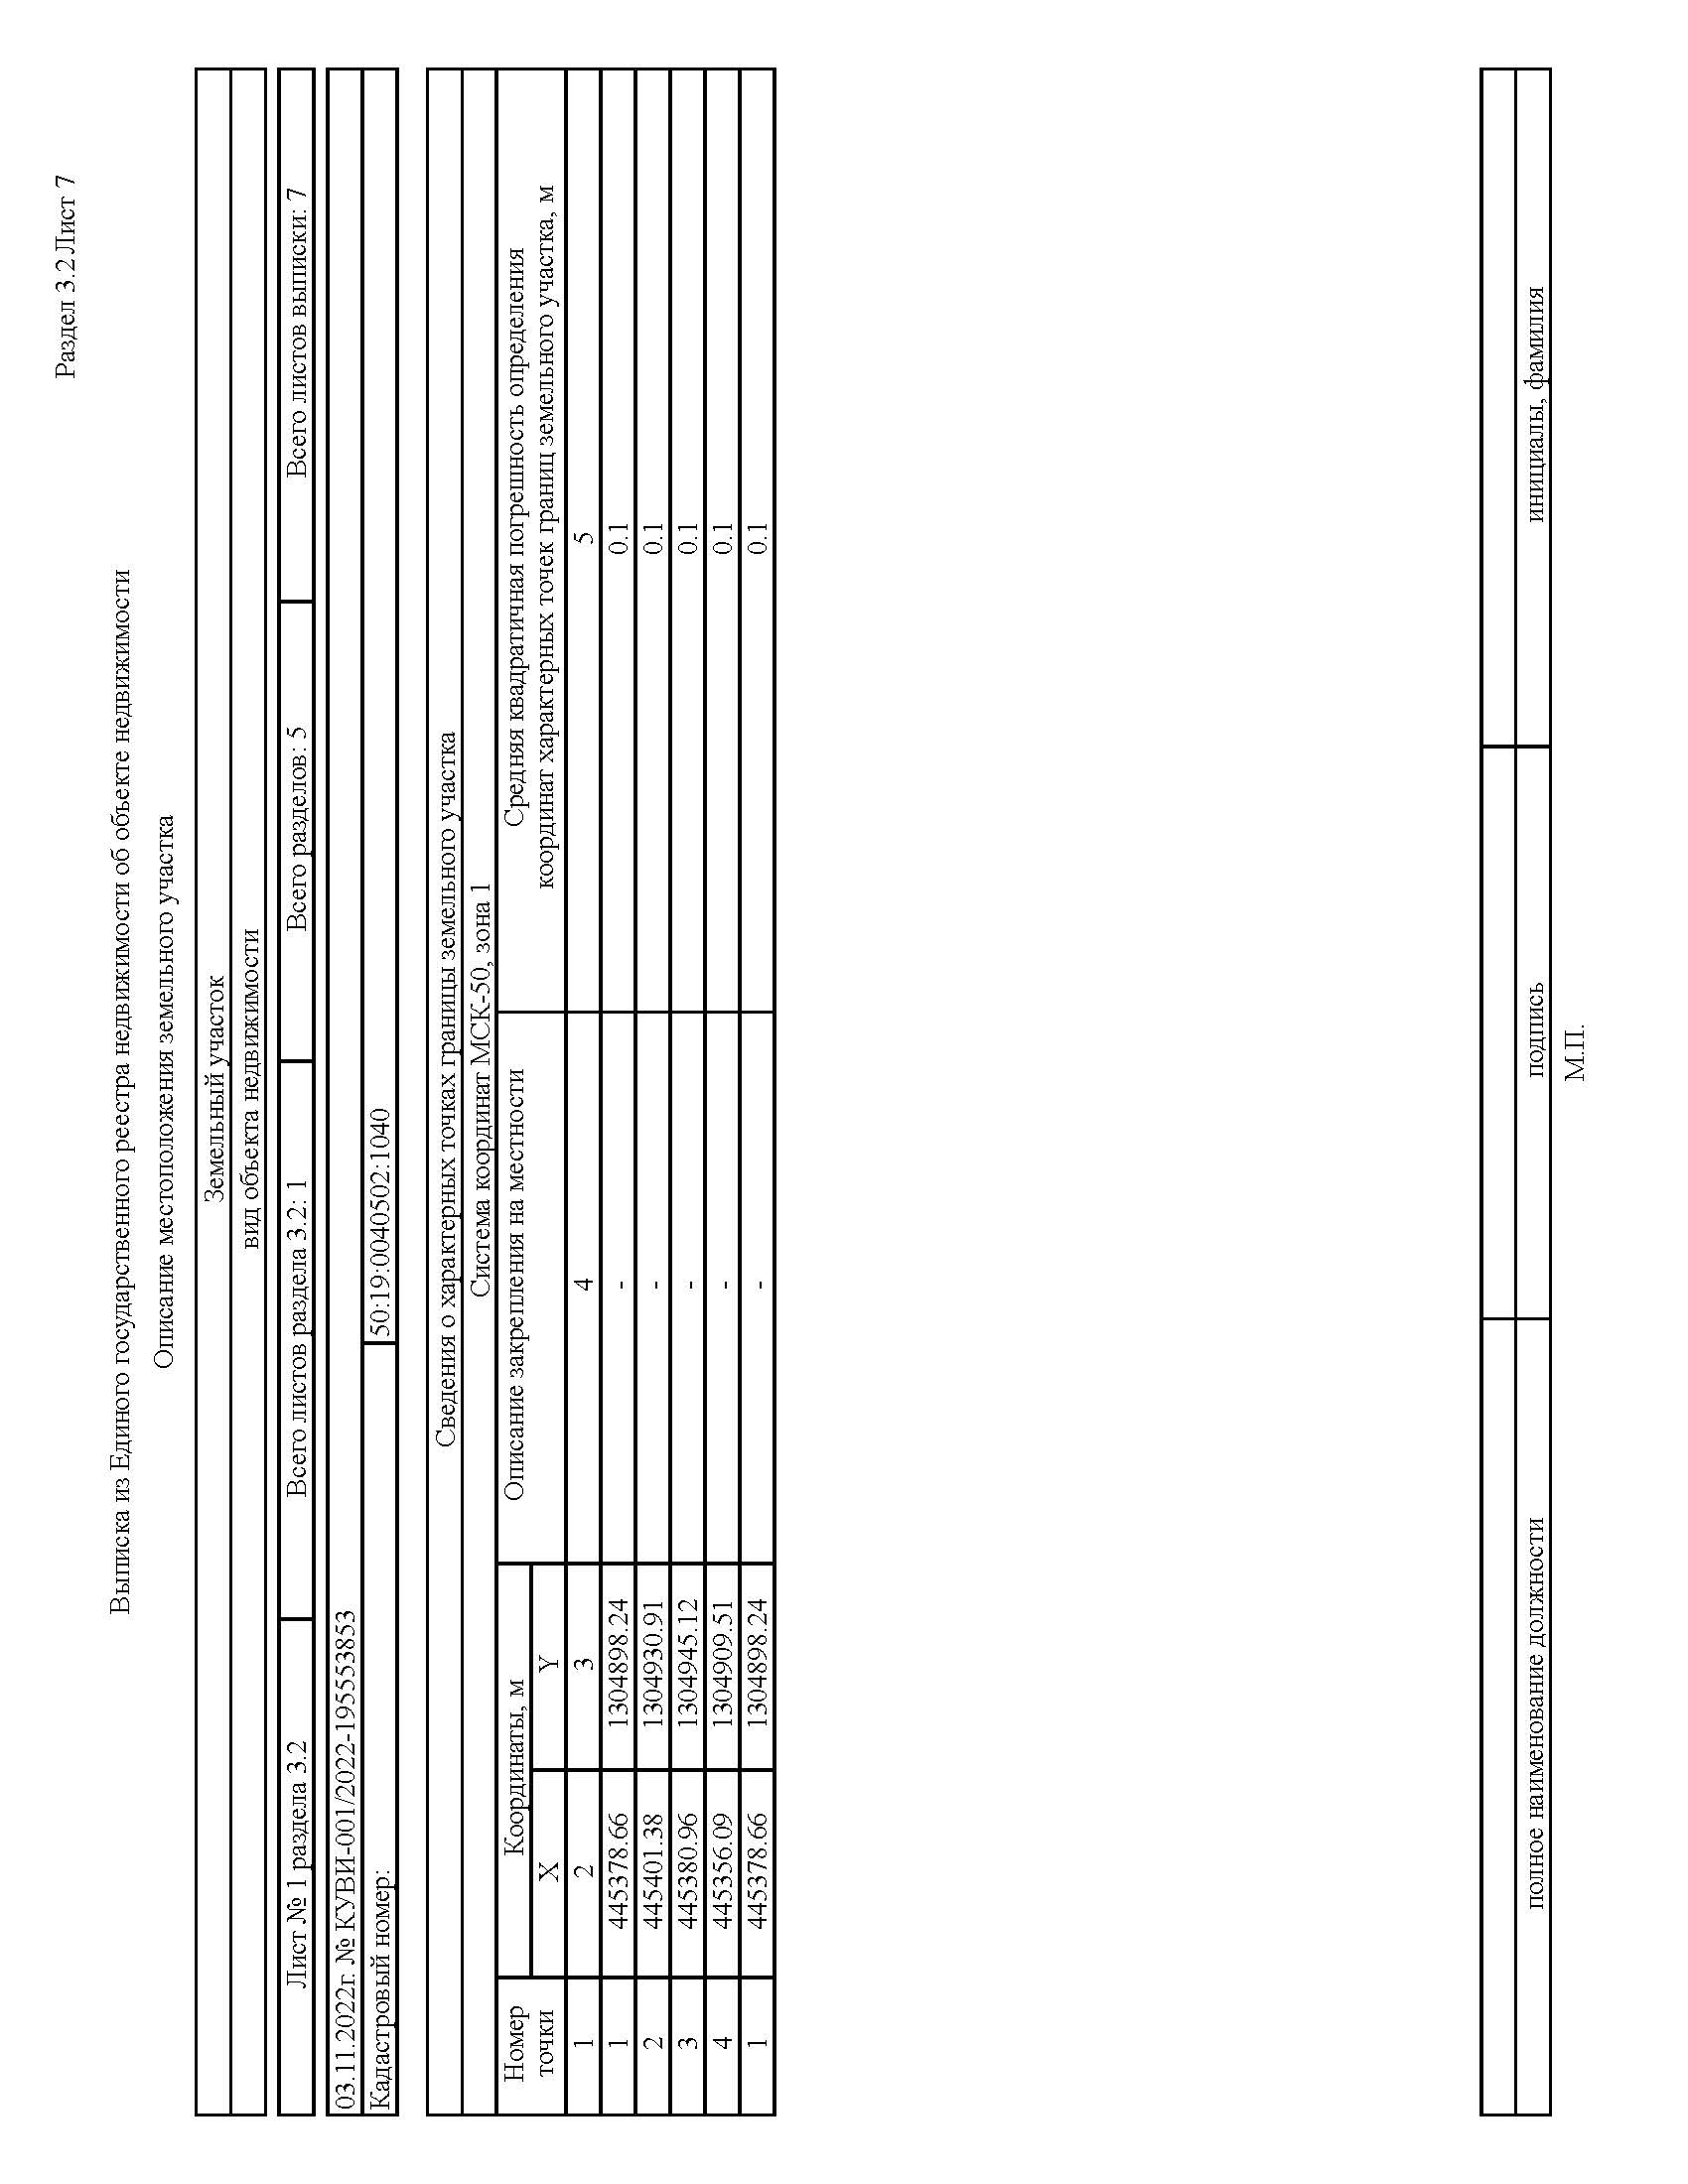 Раздел 3.2 Лист 7
Выписка из Единого государственного реестра недвижимости об объекте недвижимости
Описание местоположения земельного участка
Земельный участок
вид объекта недвижимости
Лист № 1 раздела 3.2 Всего листов раздела 3.2: 1 Всего разделов: 5 Всего листов выписки: 7
03.11.2022г. № КУВИ-001/2022-195553853
Кадастровый номер: 50:19:0040502:1040
Сведения о характерных точках границы земельного участка
Система координат МСК-50, зона 1
Номер точки Координаты, м Описание закрепления на местности Средняя квадратичная погрешность определения
координат характерных точек границ земельного участка, м
X Y
1 2 3 4 5
1 445378.66 1304898.24 - 0.1
2 445401.38 1304930.91 - 0.1
3 445380.96 1304945.12 - 0.1
4 445356.09 1304909.51 - 0.1
1 445378.66 1304898.24 - 0.1
полное наименование должности подпись инициалы, фамилия
М.П.